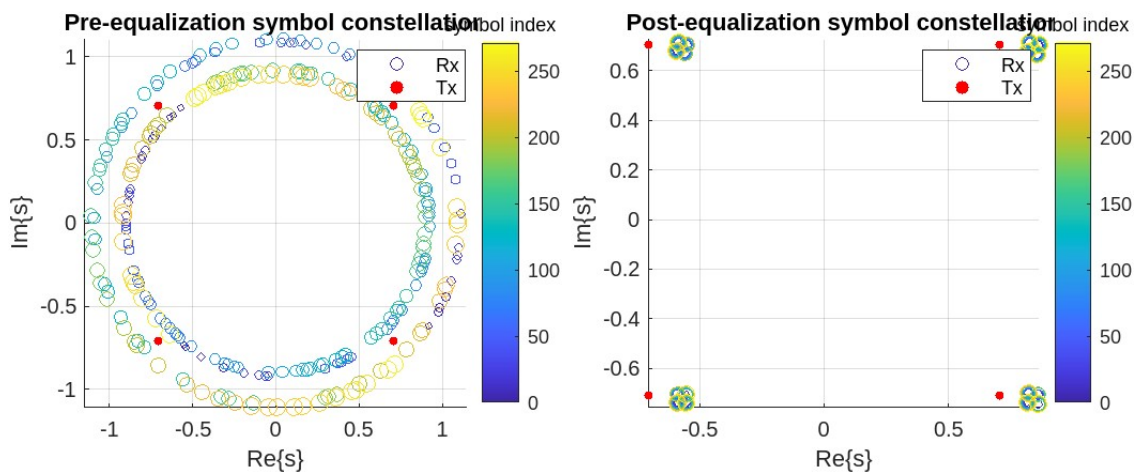 Pre-equalization symbol constellation
symbol index
1
0.5
0
-0.5
-1
Im{s}
-1
-0.5
0
0.5
1
Re{s}
Rx
Tx
250
200
150
100
50
0
Post-equalization symbol constellation
symbol index
0.6
0.4
0.2
0
-0.2
-0.4
-0.6
Im{s}
-0.5
0
0.5
Re{s}
Rx
Tx
250
200
150
100
50
0